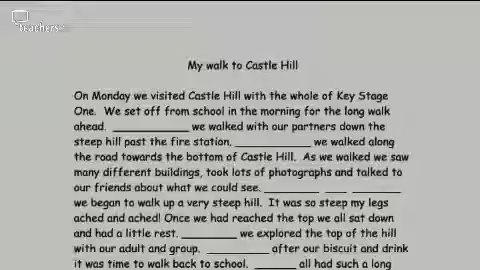 teachers
My walk to Castle Hill
On Monday we visited Castle Hill with the whole of Key Stage
One. We set off from school in the morning for the long walk
ahead. ____________ we walked with our partners down the
steep hill past the fire station. ____________ we walked along
the road towards the bottom of Castle Hill. As we walked we saw
many different buildings, took lots of photographs and talked to
our friends about what we could see. _________ ____ ________
we began to walk up a very steep hill. It was so steep my legs
ached and ached! Once we had reached the top we all sat down
and had a little rest. _________ we explored the top of the hill
with our adult and group. __________ after our biscuit and drink
it was time to walk back to school. _______ all had such a long